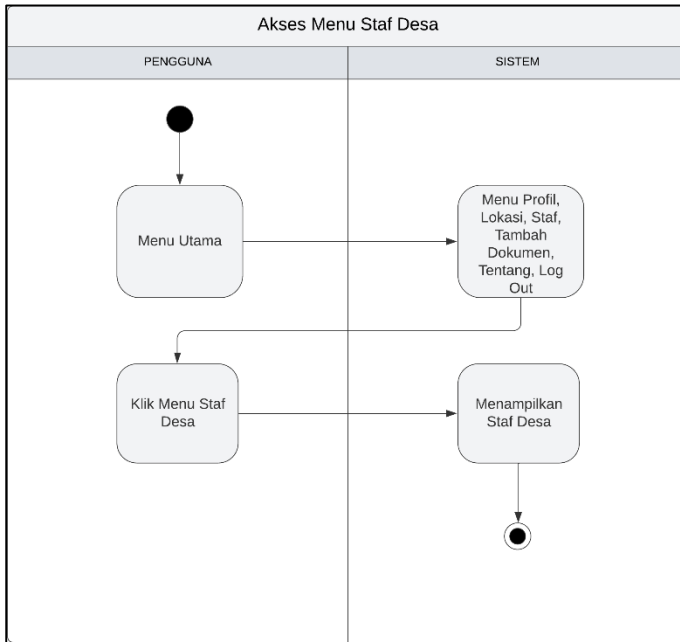 Akses Menu Staf Desa
PENGGUNA
SISTEM
Menu Utama
Menu Profil,
Lokasi, Staf,
Tambah
Dokumen,
Tentang, Log
Out
Klik Menu Staf
Desa
Menampilkan
Staf Desa